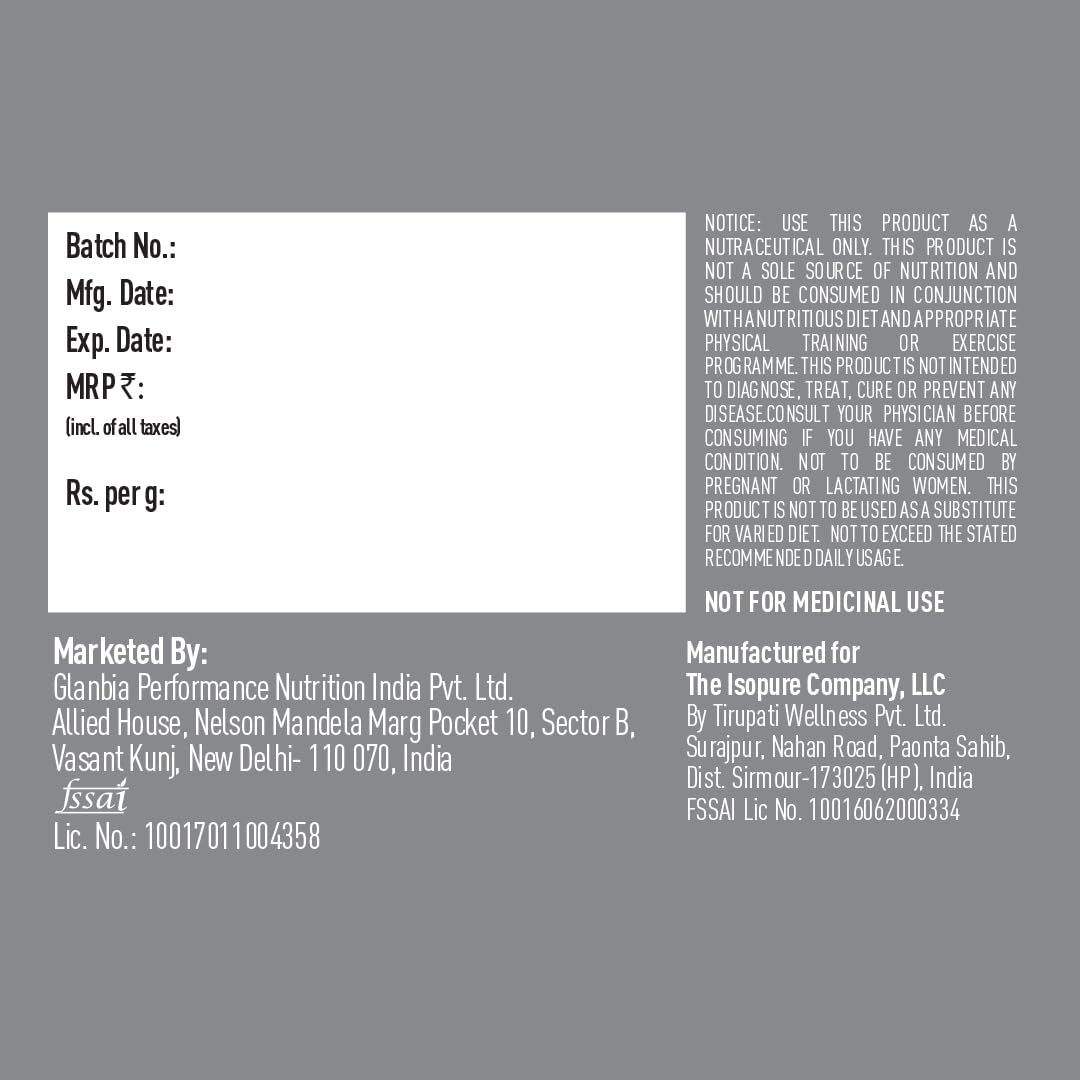 Batch No.:
Mfg. Date:
Exp. Date:
MRP ₹:
(incl. of all taxes)
Rs. per g:
NOTICE: USE THIS PRODUCT AS A
NUTRACEUTICAL ONLY. THIS PRODUCT IS
NOT A SOLE SOURCE OF NUTRITION AND
SHOULD BE CONSUMED IN CONJUNCTION
WITH A NUTRITIOUS DIET AND APPROPRIATE
PHYSICAL TRAINING OR EXERCISE
PROGRAMME. THIS PRODUCT IS NOT INTENDED
TO DIAGNOSE, TREAT, CURE OR PREVENT ANY
DISEASE.CONSULT YOUR PHYSICIAN BEFORE
CONSUMING IF YOU HAVE ANY MEDICAL
CONDITION. NOT TO BE CONSUMED BY
PREGNANT OR LACTATING WOMEN. THIS
PRODUCT IS NOT TO BE USED AS A SUBSTITUTE
FOR VARIED DIET. NOT TO EXCEED THE STATED
RECOMMENDED DAILY USAGE.
NOT FOR MEDICINAL USE
Marketed By:
Glanbia Performance Nutrition India Pvt. Ltd.
Allied House, Nelson Mandela Marg Pocket 10, Sector B,
Vasant Kunj, New Delhi- 110 070, India
fssai
Lic. No.: 10017011004358
Manufactured for
The Isopure Company, LLC
By Tirupati Wellness Pvt. Ltd.
Surajpur, Nahan Road, Paonta Sahib,
Dist. Sirmour-173025 (HP), India
FSSAI Lic No. 10016062000334